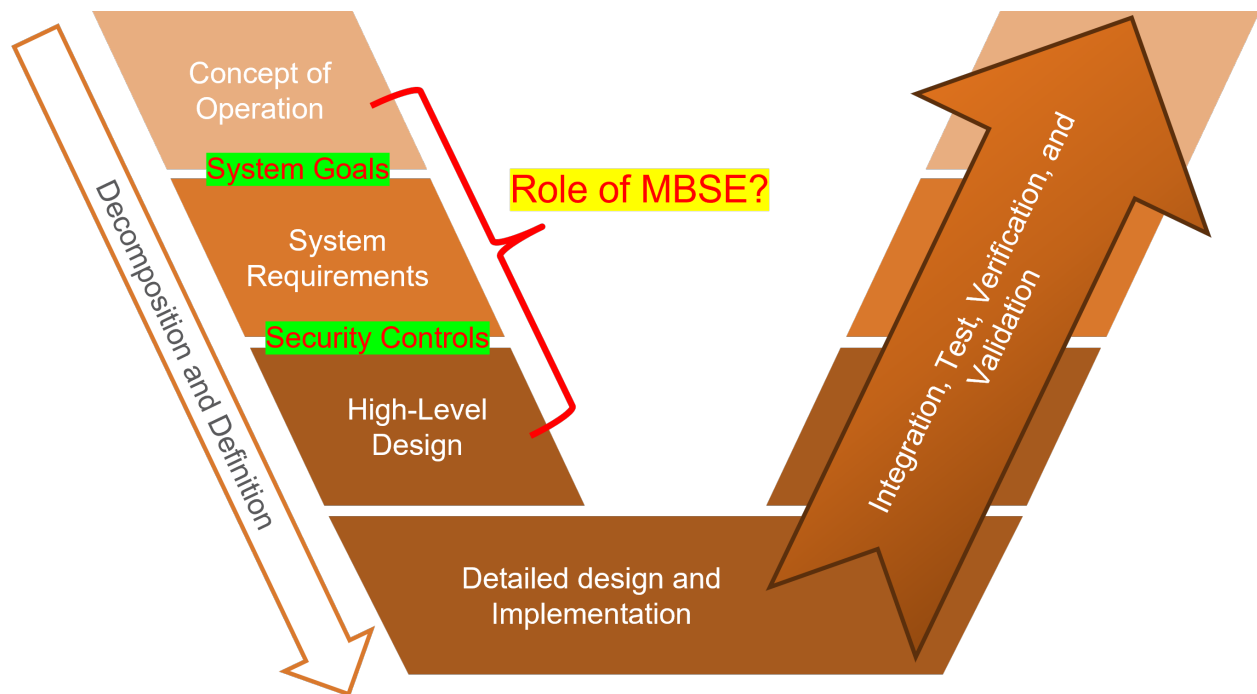 Concept of
Operation
System Goals
Role of MBSE?
System
Requirements
Security Controls
High-Level
Design
Detailed design and
Implementation
Decomposition and Definition
Integration, Test, Verification, and
Validation